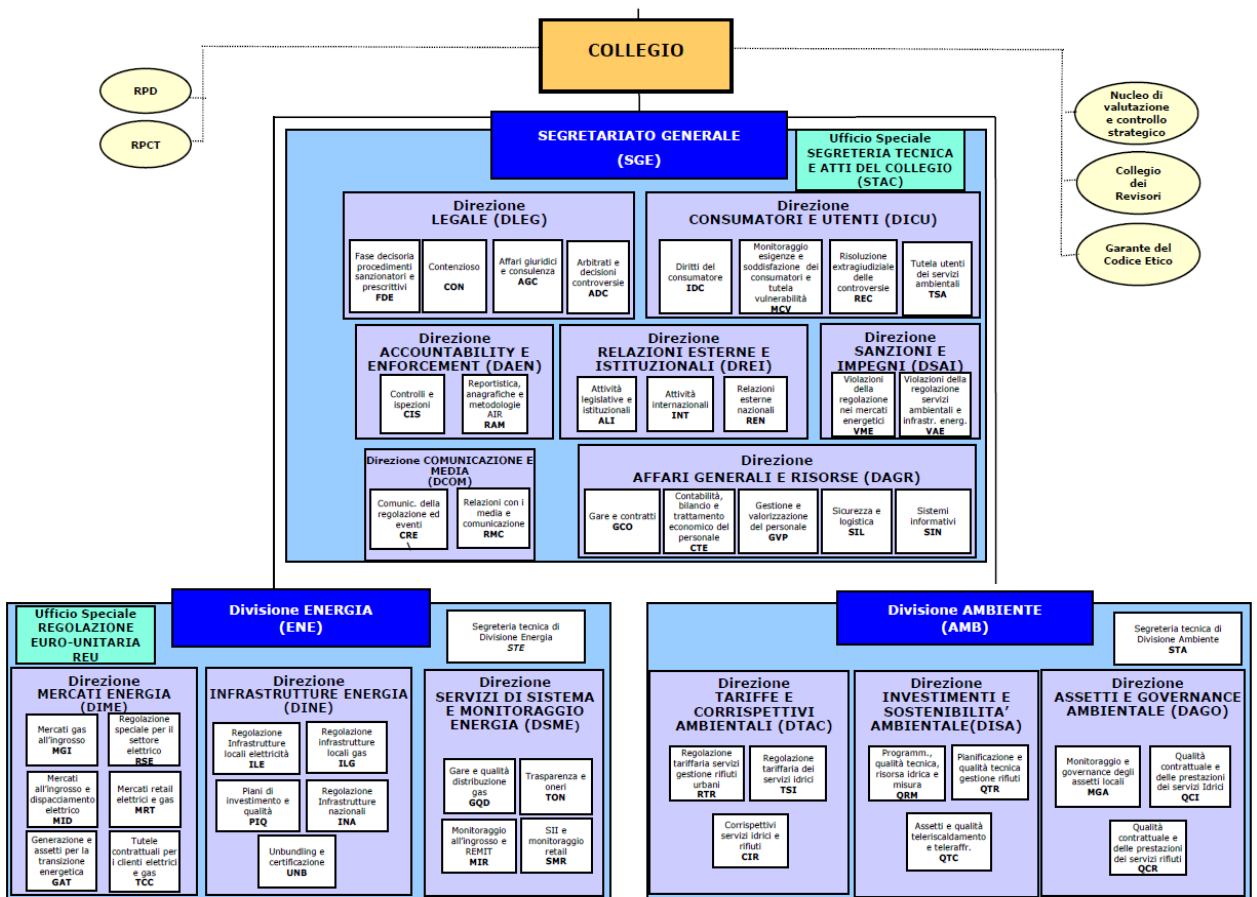 COLLEGIO
RPD
RPCT
Nucleo di
valutazione
e controllo
strategico
Collegio
dei
Revisori
Garante del
Codice Etico
SEGRETARIATO GENERALE
(SGE)
Ufficio Speciale
SEGRETERIA TECNICA
E ATTI DEL COLLEGIO
(STAC)
Direzione
LEGALE (DLEG)
Fase decisoria
procedimenti
sanzionatori e
prescrittivi
FDE
Contenzioso
CON
Affari giuridici
e consulenza
AGC
Arbitrati e
decisioni
controversie
ADC
Direzione
CONSUMATORI E UTENTI (DICU)
Diritti del
consumatore
IDC
Monitoraggio
esigenze e
soddisfazione dei
consumatori e
tutela
vulnerabilità
MCV
Risoluzione
extragiudiziale
delle
controversie
REC
Tutela utenti
dei servizi
ambientali
TSA
Direzione
ACCOUNTABILITY E
ENFORCEMENT (DAEN)
Controlli e
ispezioni
CIS
Reportistica,
anagrafiche e
metodologie
AIR
RAM
Direzione
RELAZIONI ESTERNE E
ISTITUZIONALI (DREI)
Attività
legislative e
istituzionali
ALI
Attività
internazionali
INT
Relazioni
esterne
nazionali
REN
Direzione
SANZIONI E
IMPEGNI (DSAI)
Violazioni
della
regolazione
nei mercati
energetici
VME
Violazioni della
regolazione
servizi
ambientali e
infrastr. energ.
VAE
Direzione COMUNICAZIONE E
MEDIA
(DCOM)
Comunic. della
regolazione ed
eventi
CRE
\
Relazioni con i
media e
comunicazione
RMC
Direzione
AFFARI GENERALI E RISORSE (DAGR)
Gare e contratti
GCO
Contabilità,
bilancio e
trattamento
economico del
personale
CTE
Gestione e
valorizzazione
del personale
GVP
Sicurezza e
logistica
SIL
Sistemi
informativi
SIN
Divisione ENERGIA
(ENE)
Ufficio Speciale
REGOLAZIONE
EURO-UNITARIA
REU
Segreteria tecnica di
Divisione Energia
STE
Direzione
MERCATI ENERGIA
(DIME)
Mercati gas
all'ingrosso
MGI
Regolazione
speciale per il
settore
elettrico
RSE
Mercati
all'ingrosso e
dispacciamento
elettrico
MID
Mercati retail
elettrici e gas
MRT
Generazione e
assetti per la
transizione
energetica
GAT
Tutele
contrattuali per
i clienti elettrici
e gas
TCC
Direzione
INFRASTRUTTURE ENERGIA
(DINE)
Regolazione
Infrastrutture
locali elettricità
ILE
Regolazione
infrastrutture
locali gas
ILG
Piani di
investimento e
qualità
PIQ
Regolazione
Infrastrutture
nazionali
INA
Unbundling e
certificazione
UNB
Direzione
SERVIZI DI SISTEMA
E MONITORAGGIO
ENERGIA (DSME)
Gare e qualità
distribuzione
gas
GQD
Trasparenza e
oneri
TON
Monitoraggio
all'ingrosso e
REMIT
MIR
SII e
monitoraggio
retail
SMR
Divisione AMBIENTE
(AMB)
Segreteria tecnica di
Divisione Ambiente
STA
Direzione
TARIFFE E
CORRISPETTIVI
AMBIENTALI (DTAC)
Regolazione
tariffaria servizi
gestione rifiuti
urbani
RTR
Regolazione
tariffaria dei
servizi idrici
TSI
Corrispettivi
servizi idrici e
rifiuti
CIR
Direzione
INVESTIMENTI E
SOSTENIBILITA'
AMBIENTALE(DISA)
Programm.,
qualità tecnica,
risorsa idrica e
misura
QRM
Pianificazione e
qualità tecnica
gestione rifiuti
QTR
Assetti e qualità
teleriscaldamento
e teleraffr.
QTC
Direzione
ASSETTI E GOVERNANCE
AMBIENTALE (DAGO)
Monitoraggio e
governance degli
assetti locali
MGA
Qualità
contrattuale e
delle prestazioni
dei servizi Idrici
QCI
Qualità
contrattuale e
delle prestazioni
dei servizi rifiuti
QCR